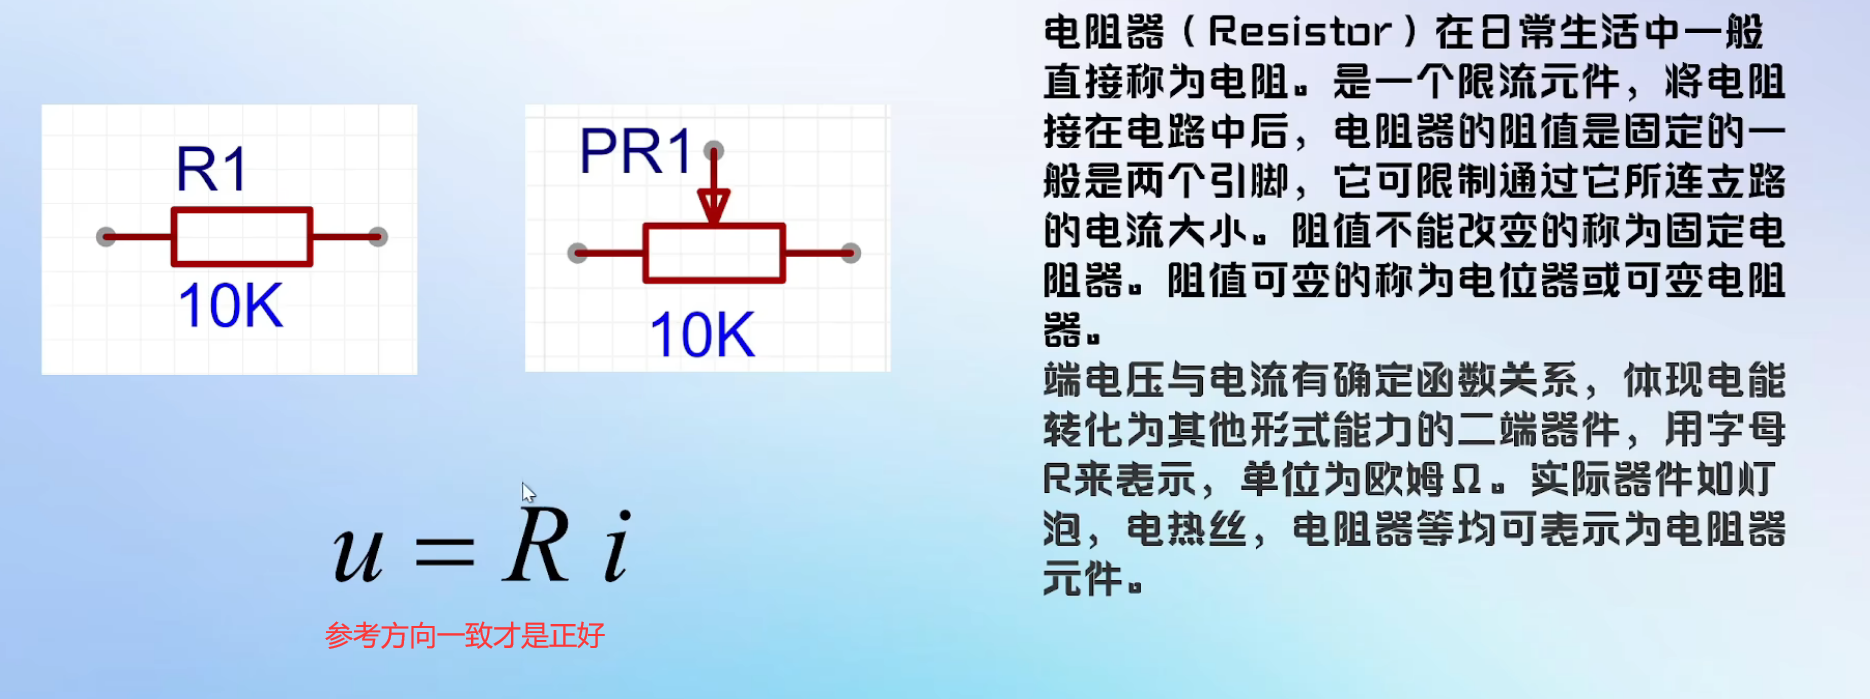 R1
10K
PR1
10K
u = R i
参考方向一致才是正好
电阻器（Resistor）在日常生活中一般
直接称为电阻。是一个限流元件，将电阻
接在电路中后，电阻器的阻值是固定的一
般是两个引脚，它可限制通过它所连支路
的电流大小。阻值不能改变的称为固定电
阻器。阻值可变的称为电位器或可变电阻
器。
端电压与电流有确定函数关系，体现电能
转化为其他形式能力的二端器件，用字母
R来表示，单位为欧姆Ω。实际器件如灯
泡，电热丝，电阻器等均可表示为电阻器
元件。